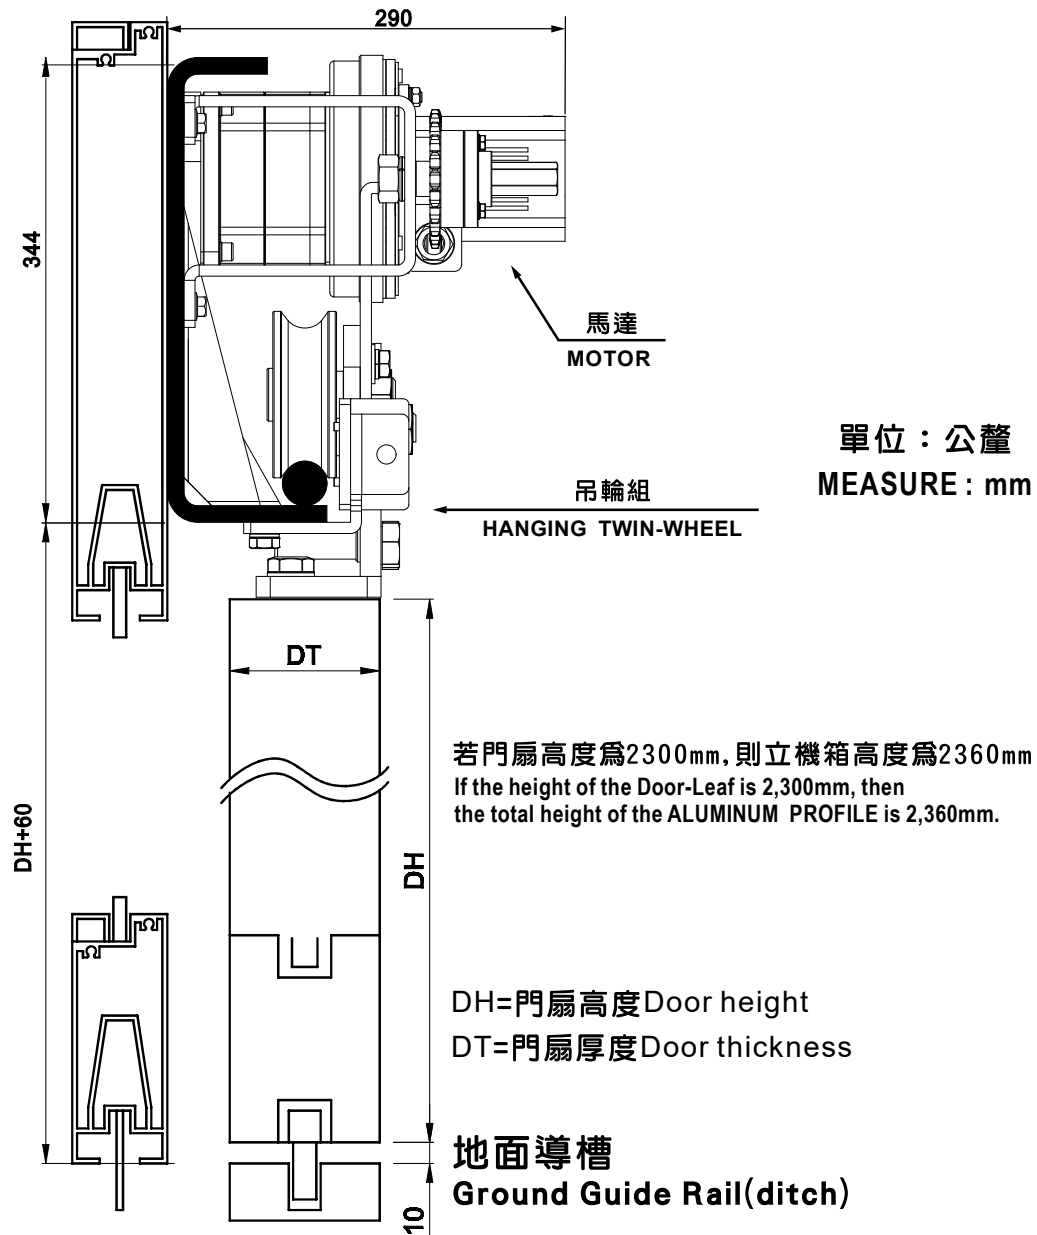 290
344
馬達
MOTOR
單位：公釐
MEASURE : mm
吊輪組
HANGING TWIN-WHEEL
DT
若門扇高度爲2300mm,則立機箱高度爲2360mm
If the height of the Door-Leaf is 2,300mm, then
the total height of the ALUMINUM PROFILE is 2,360mm.
DH+60
DH
DH=門扇高度Door height
DT=門扇厚度Door thickness
地面導槽
Ground Guide Rail(ditch)
10